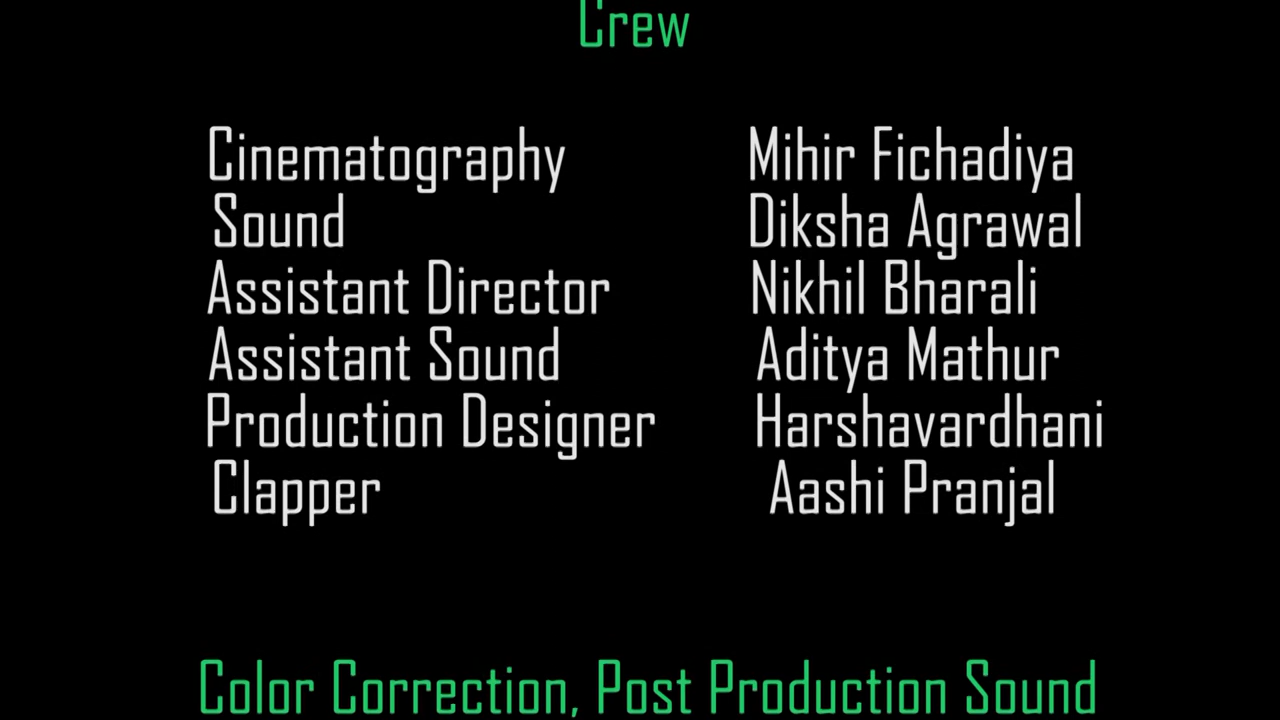 Crew
Cinematography Mihir Fichadiya
Sound Diksha Agrawal
Assistant Director Nikhil Bharali
Assistant Sound Aditya Mathur
Production Designer Harshavardhani
Clapper Aashi Pranjal
Color Correction, Post Production Sound